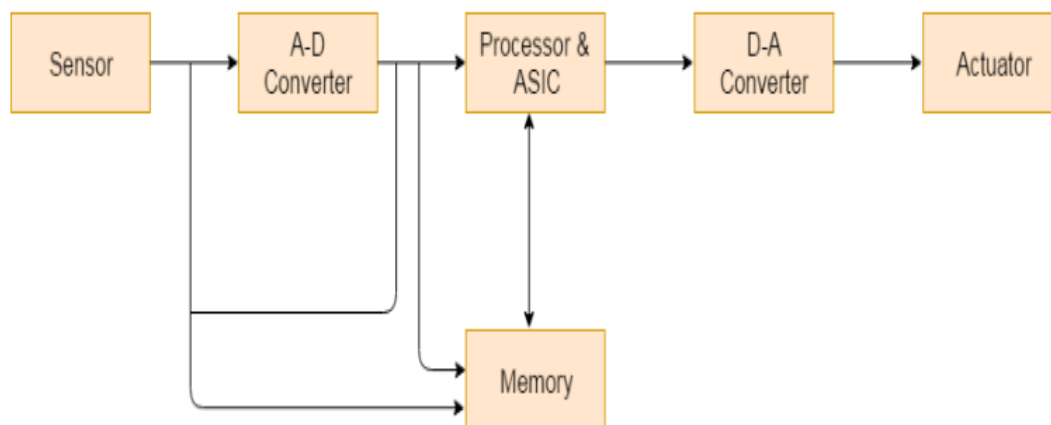 Sensor
A-D
Converter
Processor &
ASIC
D-A
Converter
Actuator
Memory